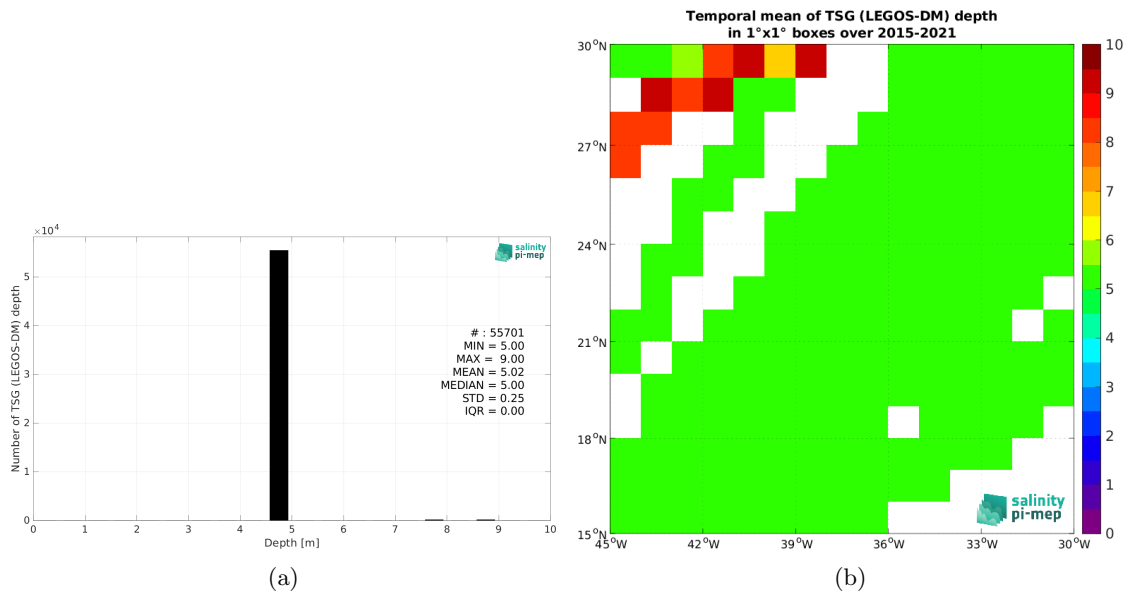 ×10⁴
5
4
3
2
1
0
Number of TSG (LEGOS-DM) depth
salinity
pi-mep
# : 55701
MIN = 5.00
MAX = 9.00
MEAN = 5.02
MEDIAN = 5.00
STD = 0.25
IQR = 0.00
0 1 2 3 4 5 6 7 8 9 10
Depth [m]
(a)
Temporal mean of TSG (LEGOS-DM) depth
in 1°x1° boxes over 2015-2021
30°N
27°N
24°N
21°N
18°N
15°N
45°W 42°W 39°W 36°W 33°W 30°W
salinity
pi-mep
10
9
8
7
6
5
4
3
2
1
0
(b)